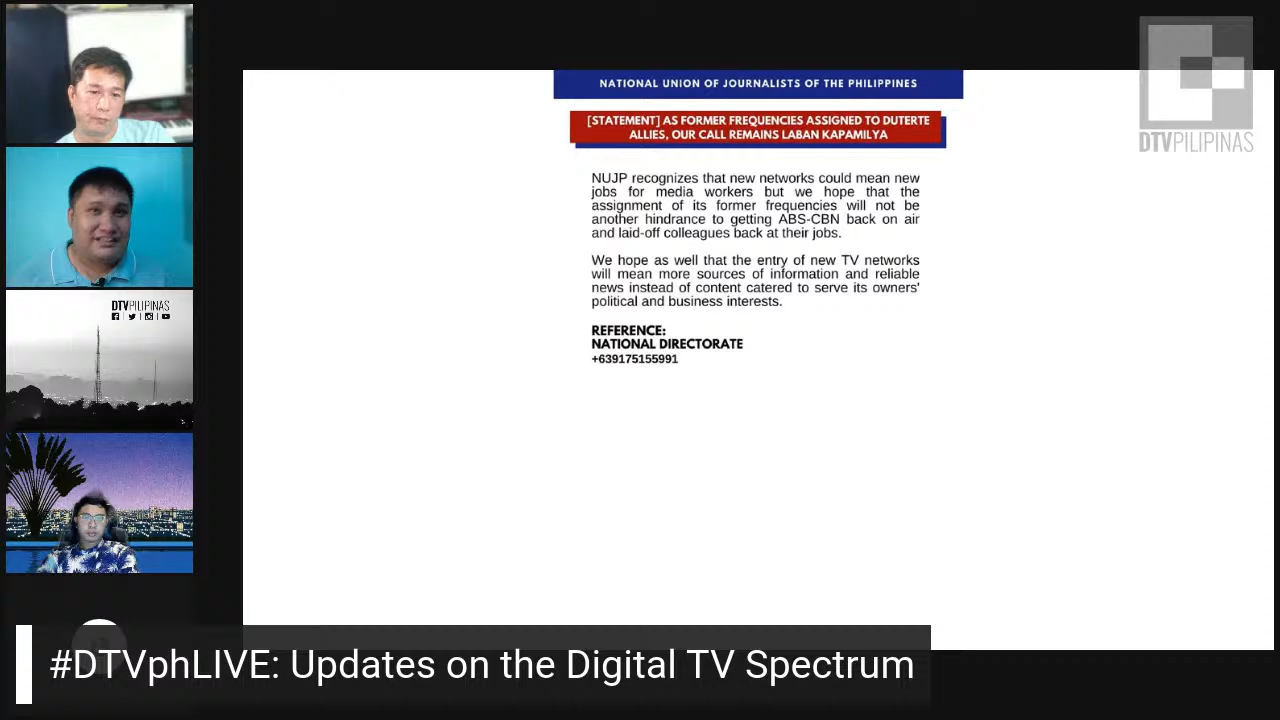 NATIONAL UNION OF JOURNALISTS OF THE PHILIPPINES
[STATEMENT] AS FORMER FREQUENCIES ASSIGNED TO DUTERTE
ALLIES, OUR CALL REMAINS LABAN KAPAMILYA
NUJP recognizes that new networks could mean new
jobs for media workers but we hope that the
assignment of its former frequencies will not be
another hindrance to getting ABS-CBN back on air
and laid-off colleagues back at their jobs.
We hope as well that the entry of new TV networks
will mean more sources of information and reliable
news instead of content catered to serve its owners'
political and business interests.
REFERENCE:
NATIONAL DIRECTORATE
+639175155991
DTVPILIPINAS
DTVPILIPINAS
#DTVphLIVE: Updates on the Digital TV Spectrum